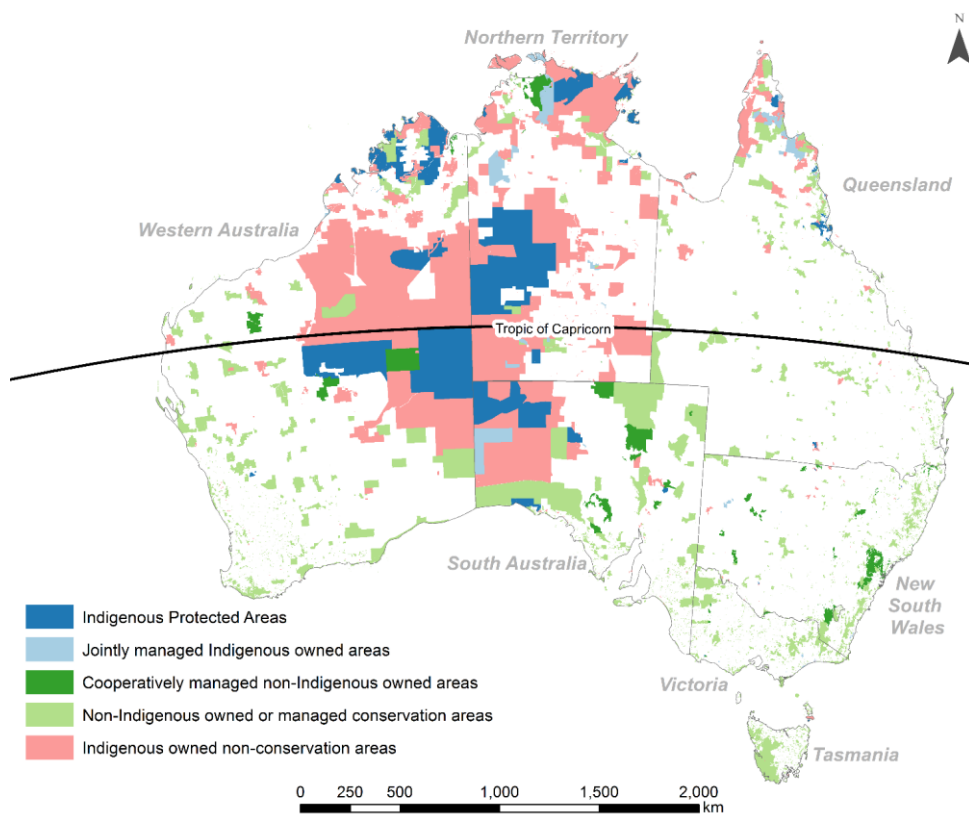 N
Northern Territory
Queensland
Western Australia
Tropic of Capricorn
South Australia
New
South
Wales
Victoria
Tasmania
Indigenous Protected Areas
Jointly managed Indigenous owned areas
Cooperatively managed non-Indigenous owned areas
Non-Indigenous owned or managed conservation areas
Indigenous owned non-conservation areas
0 250 500 1,000 1,500 2,000
km